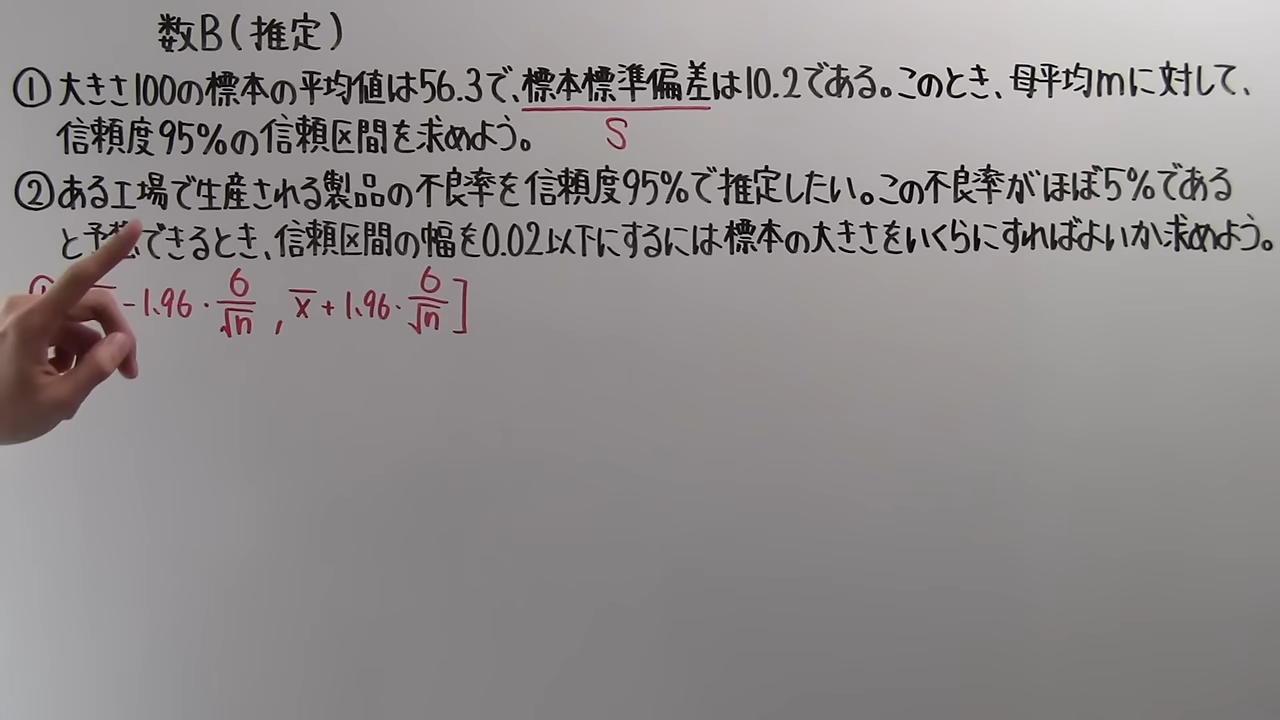 数B(推定)
①大きさ100の標本の平均値は56.3で、標本標準偏差は10.2である。このとき、母平均mに対して、
信頼度95%の信頼区間を求めよう。
S
②ある工場で生産される製品の不良率を信頼度95%で推定したい。この不良率がほぼ5%である
と予想できるとき、信頼区間の幅を0.02以下にするには標本の大きさをいくらにすればよいか求めよう。
① -1.96・σ/√n , x̄+1.96・σ/√n]